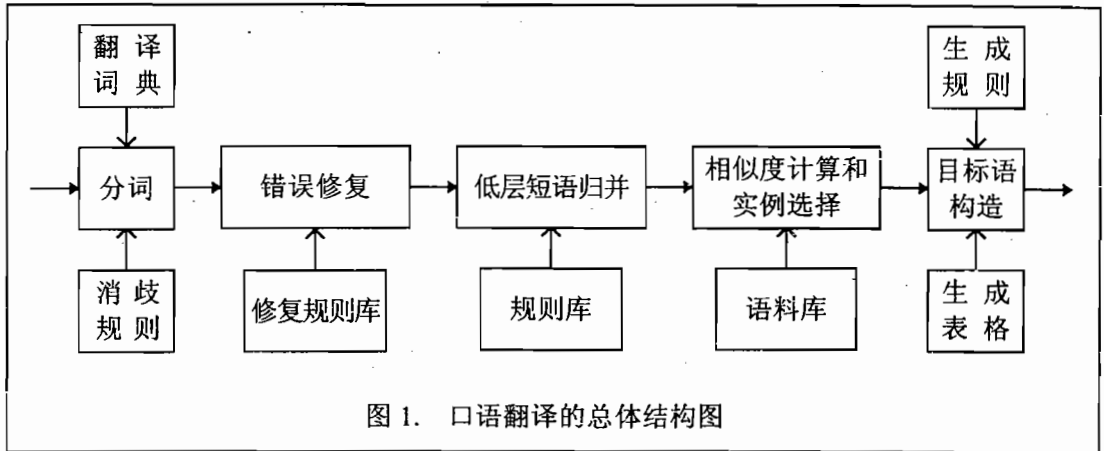 翻 译
词 典
生 成
规 则
分词
错误修复
低层短语归并
相似度计算和
实例选择
目标语
构造
消 歧
规 则
修复规则库
规则库
语料库
生 成
表 格
图 1. 口语翻译的总体结构图